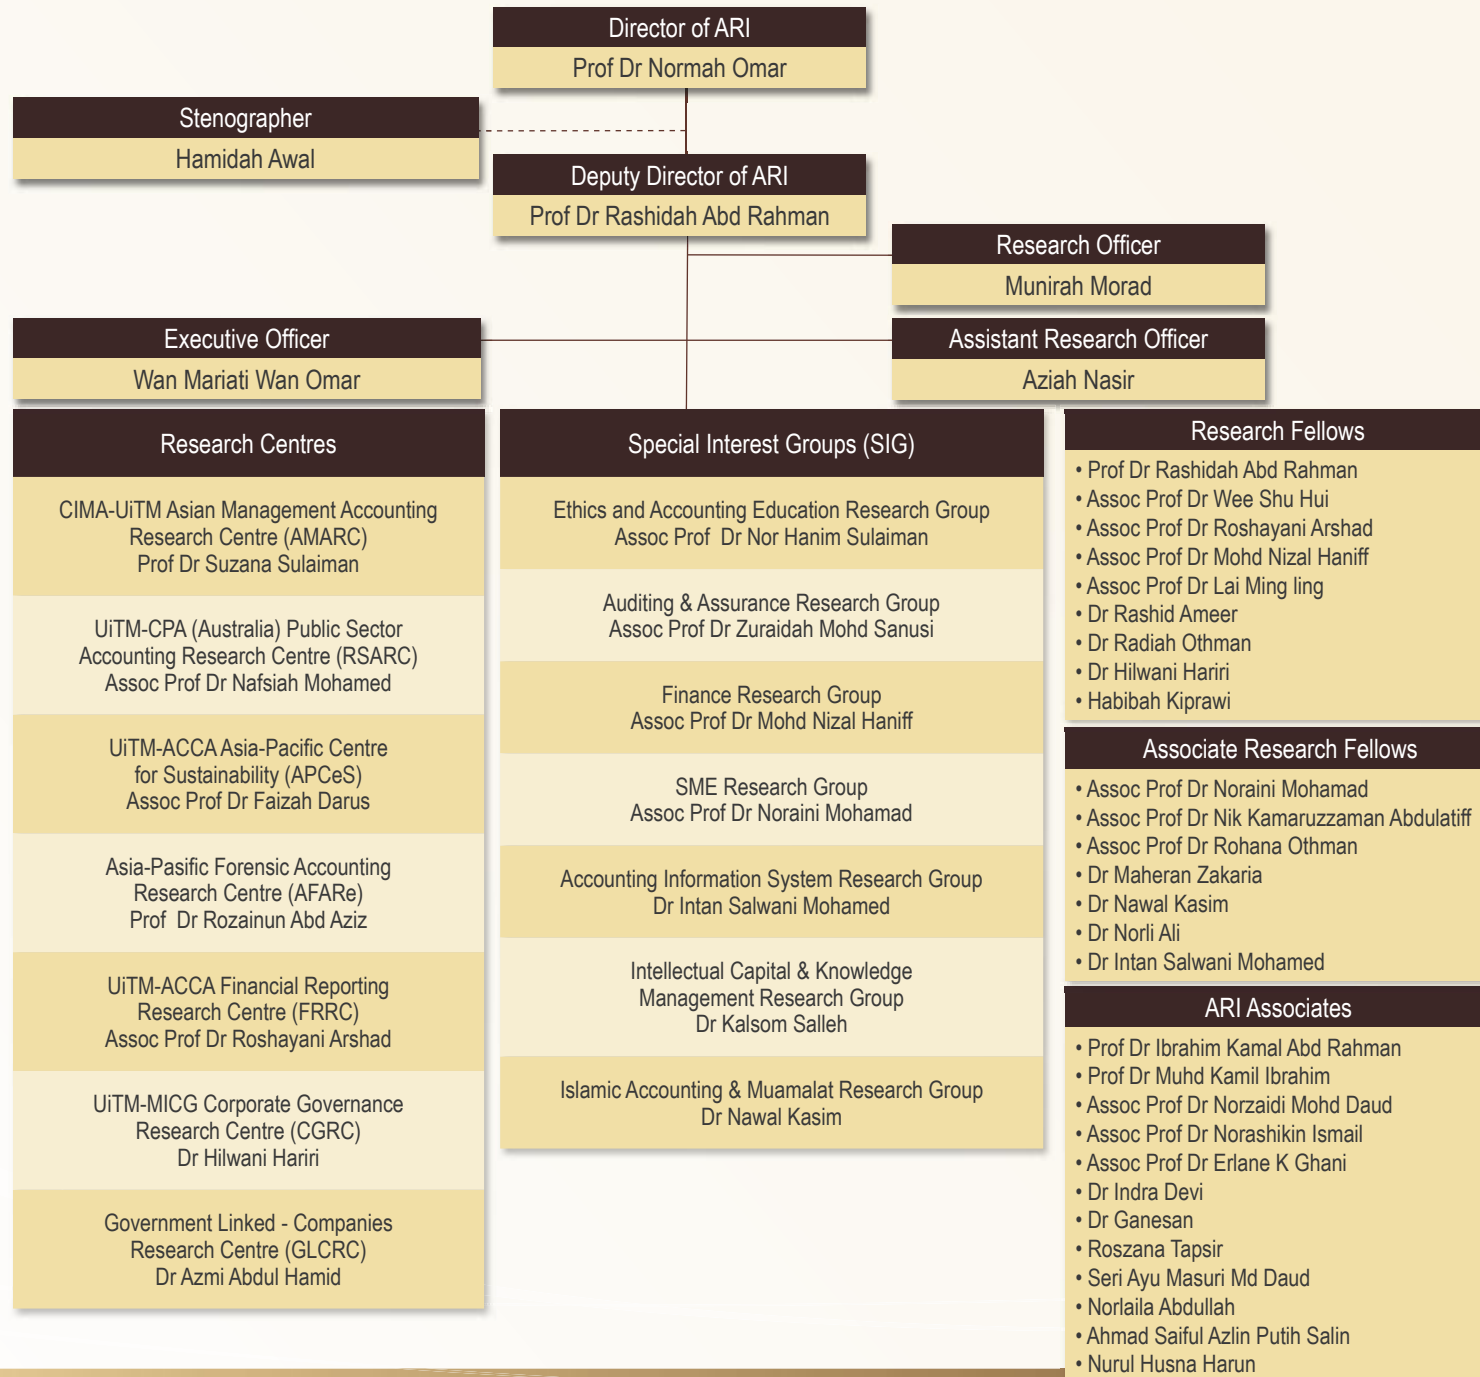 Director of ARI
Prof Dr Normah Omar
Stenographer
Hamidah Awal
Deputy Director of ARI
Prof Dr Rashidah Abd Rahman
Research Officer
Munirah Morad
Executive Officer
Wan Mariati Wan Omar
Assistant Research Officer
Aziah Nasir
Research Centres
CIMA-UiTM Asian Management Accounting
Research Centre (AMARC)
Prof Dr Suzana Sulaiman
UiTM-CPA (Australia) Public Sector
Accounting Research Centre (RSARC)
Assoc Prof Dr Nafsiah Mohamed
UiTM-ACCA Asia-Pacific Centre
for Sustainability (APCeS)
Assoc Prof Dr Faizah Darus
Asia-Pasific Forensic Accounting
Research Centre (AFARe)
Prof Dr Rozainun Abd Aziz
UiTM-ACCA Financial Reporting
Research Centre (FRRC)
Assoc Prof Dr Roshayani Arshad
UiTM-MICG Corporate Governance
Research Centre (CGRC)
Dr Hilwani Hariri
Government Linked - Companies
Research Centre (GLCRC)
Dr Azmi Abdul Hamid
Special Interest Groups (SIG)
Ethics and Accounting Education Research Group
Assoc Prof Dr Nor Hanim Sulaiman
Auditing & Assurance Research Group
Assoc Prof Dr Zuraidah Mohd Sanusi
Finance Research Group
Assoc Prof Dr Mohd Nizal Haniff
SME Research Group
Assoc Prof Dr Noraini Mohamad
Accounting Information System Research Group
Dr Intan Salwani Mohamed
Intellectual Capital & Knowledge
Management Research Group
Dr Kalsom Salleh
Islamic Accounting & Muamalat Research Group
Dr Nawal Kasim
Research Fellows
• Prof Dr Rashidah Abd Rahman
• Assoc Prof Dr Wee Shu Hui
• Assoc Prof Dr Roshayani Arshad
• Assoc Prof Dr Mohd Nizal Haniff
• Assoc Prof Dr Lai Ming ling
• Dr Rashid Ameer
• Dr Radiah Othman
• Dr Hilwani Hariri
• Habibah Kiprawi
Associate Research Fellows
• Assoc Prof Dr Noraini Mohamad
• Assoc Prof Dr Nik Kamaruzzaman Abdulatiff
• Assoc Prof Dr Rohana Othman
• Dr Maheran Zakaria
• Dr Nawal Kasim
• Dr Norli Ali
• Dr Intan Salwani Mohamed
ARI Associates
• Prof Dr Ibrahim Kamal Abd Rahman
• Prof Dr Muhd Kamil Ibrahim
• Assoc Prof Dr Norzaidi Mohd Daud
• Assoc Prof Dr Norashikin Ismail
• Assoc Prof Dr Erlane K Ghani
• Dr Indra Devi
• Dr Ganesan
• Roszana Tapsir
• Seri Ayu Masuri Md Daud
• Norlaila Abdullah
• Ahmad Saiful Azlin Putih Salin
• Nurul Husna Harun